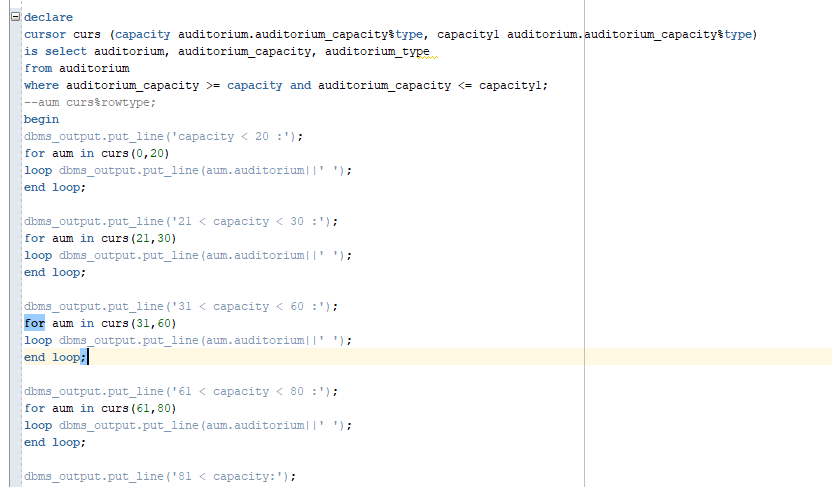 declare
cursor curs (capacity auditorium.auditorium_capacity%type, capacity1 auditorium.auditorium_capacity%type)
is select auditorium, auditorium_capacity, auditorium_type
from auditorium
where auditorium_capacity >= capacity and auditorium_capacity <= capacity1;
--aum curs%rowtype;
begin
dbms_output.put_line('capacity < 20 :');
for aum in curs(0,20)
loop dbms_output.put_line(aum.auditorium||' ');
end loop;
dbms_output.put_line('21 < capacity < 30 :');
for aum in curs(21,30)
loop dbms_output.put_line(aum.auditorium||' ');
end loop;
dbms_output.put_line('31 < capacity < 60 :');
for aum in curs(31,60)
loop dbms_output.put_line(aum.auditorium||' ');
end loop;
dbms_output.put_line('61 < capacity < 80 :');
for aum in curs(61,80)
loop dbms_output.put_line(aum.auditorium||' ');
end loop;
dbms_output.put_line('81 < capacity:');